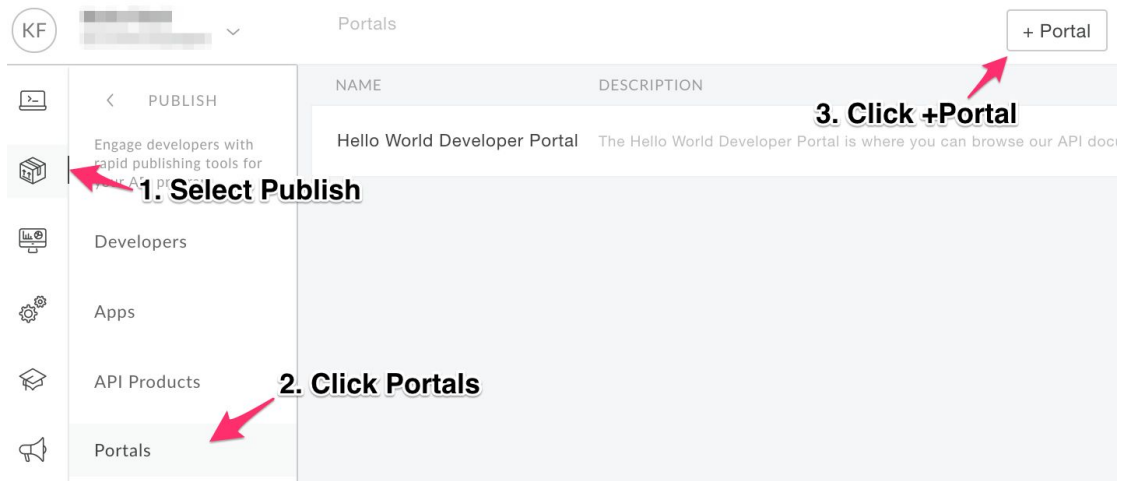 KF
Portals
+ Portal
PUBLISH
Engage developers with
rapid publishing tools for
your API
NAME
DESCRIPTION
3. Click +Portal
Hello World Developer Portal
The Hello World Developer Portal is where you can browse our API
1. Select Publish
Developers
Apps
API Products
2. Click Portals
Portals